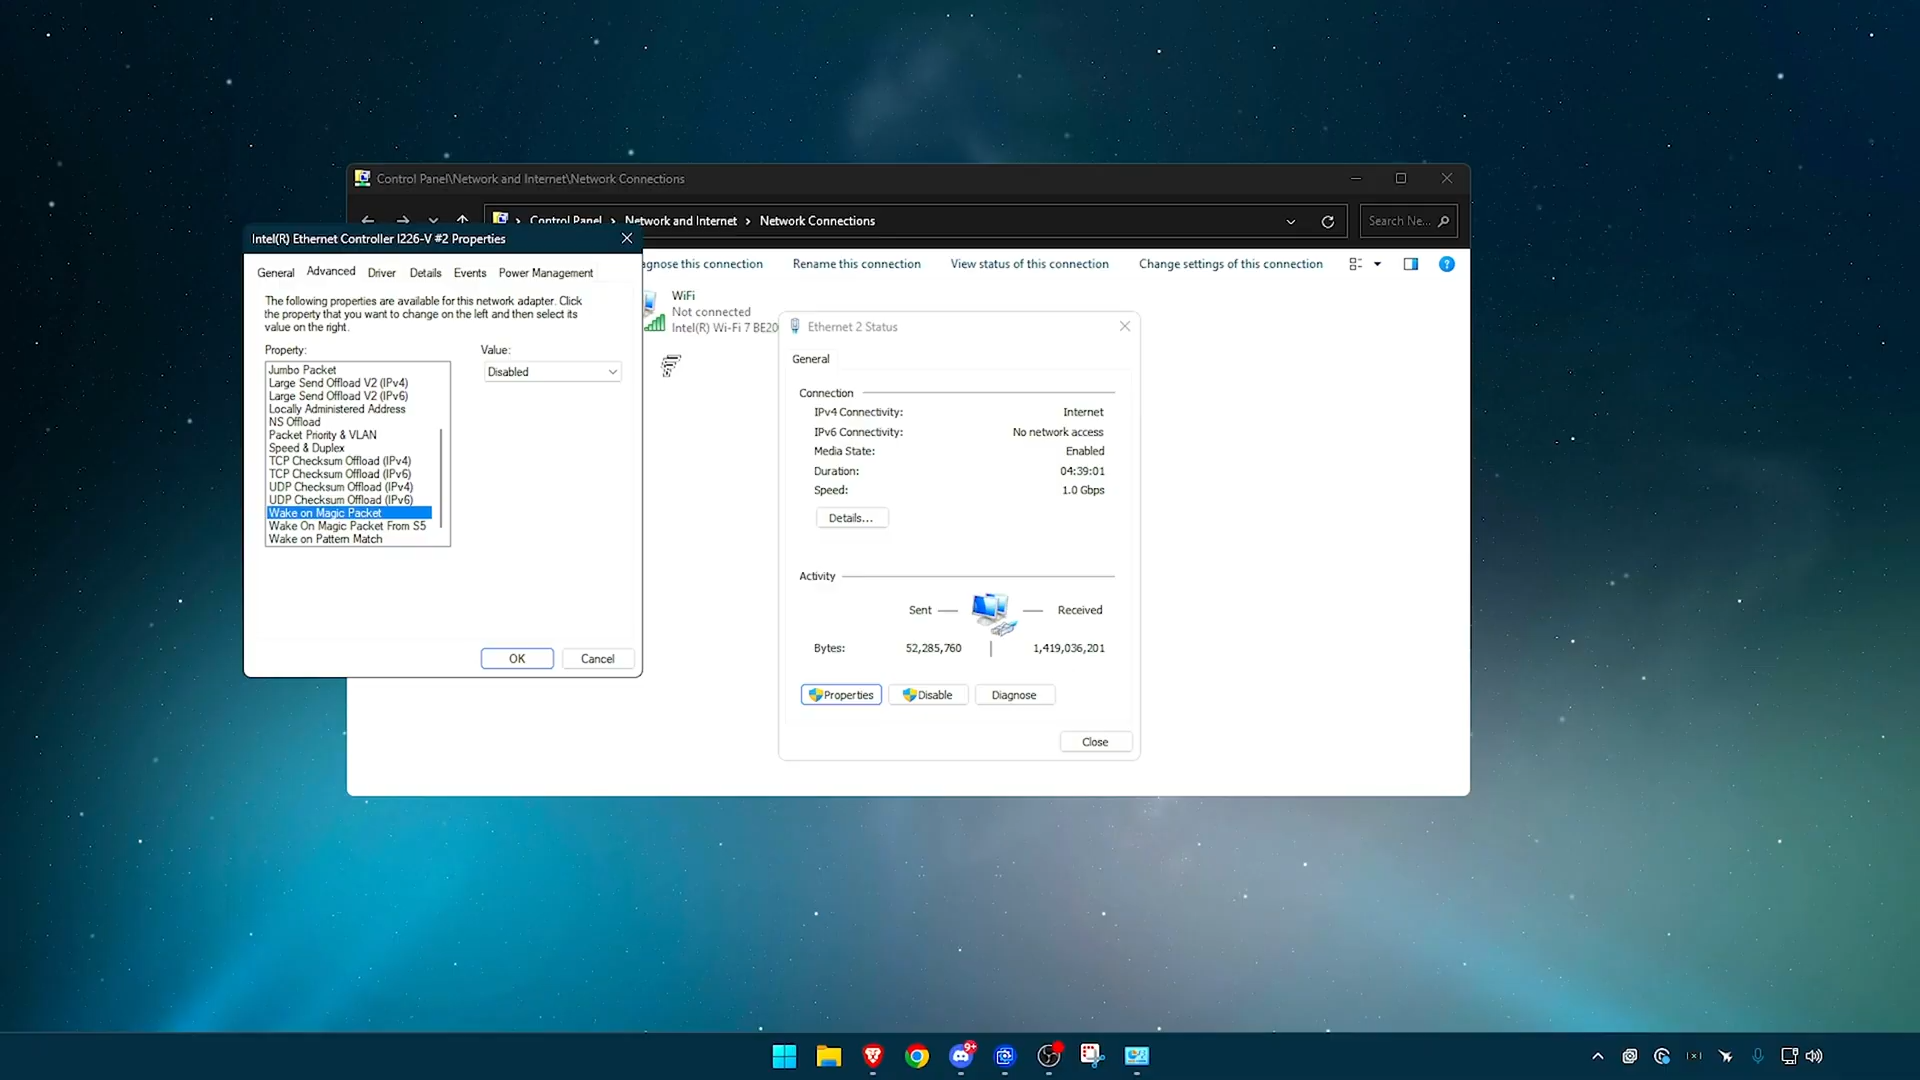 Control Panel\Network and Internet\Network Connections
Control Panel > Network and Internet > Network Connections
Search Ne...
Intel(R) Ethernet Controller I226-V #2 Properties
agnose this connection
Rename this connection
View status of this connection
Change settings of this connection
General
Advanced
Driver
Details
Events
Power Management
The following properties are available for this network adapter. Click
the property that you want to change on the left and then select its
value on the right.
Property:
Value:
Jumbo Packet
Large Send Offload V2 (IPv4)
Large Send Offload V2 (IPv6)
Locally Administered Address
NS Offload
Packet Priority & VLAN
Speed & Duplex
TCP Checksum Offload (IPv4)
TCP Checksum Offload (IPv6)
UDP Checksum Offload (IPv4)
UDP Checksum Offload (IPv6)
Wake on Magic Packet
Wake On Magic Packet From S5
Wake on Pattern Match
Disabled
OK
Cancel
WiFi
Not connected
Intel(R) Wi-Fi 7 BE20
Ethernet 2 Status
General
Connection
IPv4 Connectivity: Internet
IPv6 Connectivity: No network access
Media State: Enabled
Duration: 04:39:01
Speed: 1.0 Gbps
Details...
Activity
Sent
Received
Bytes: 52,285,760 1,419,036,201
Properties
Disable
Diagnose
Close
9+